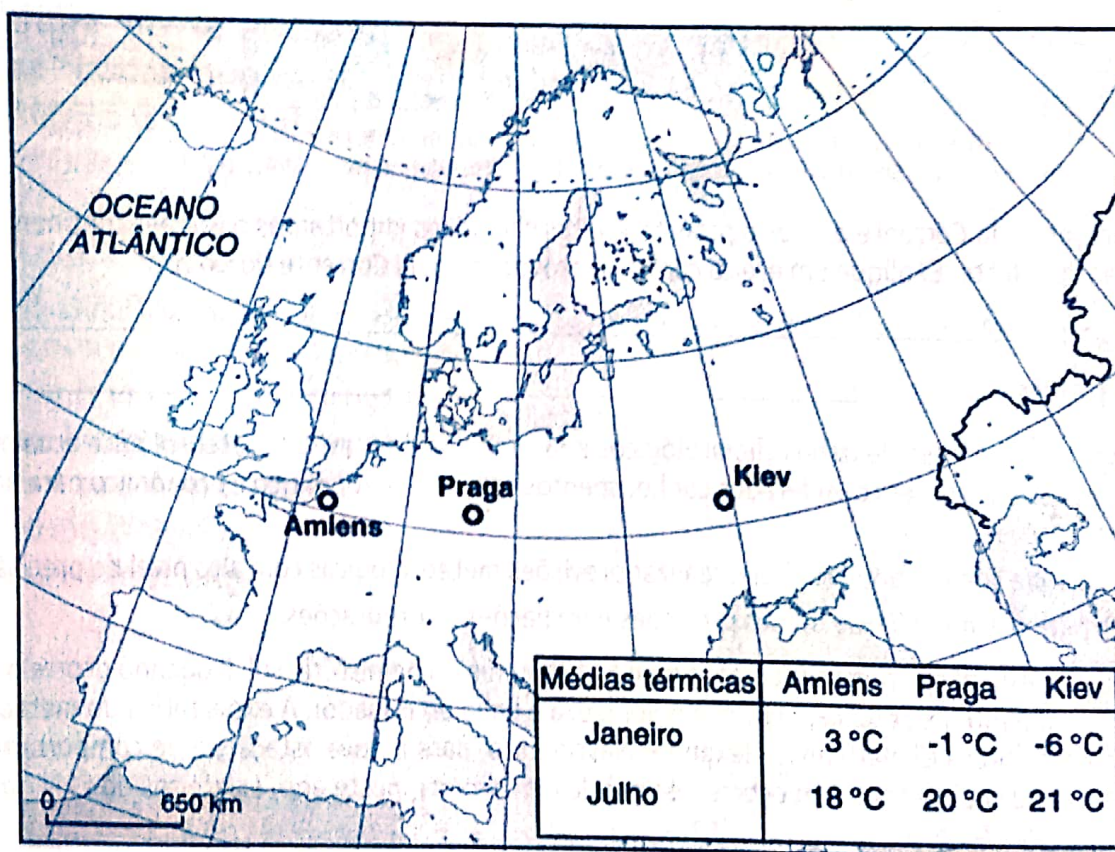 OCEANO
ATLÂNTICO
Praga
Kiev
Amiens
Médias térmicas Amiens Praga Kiev
Janeiro 3 °C -1 °C -6 °C
Julho 18 °C 20 °C 21 °C
0 650 km